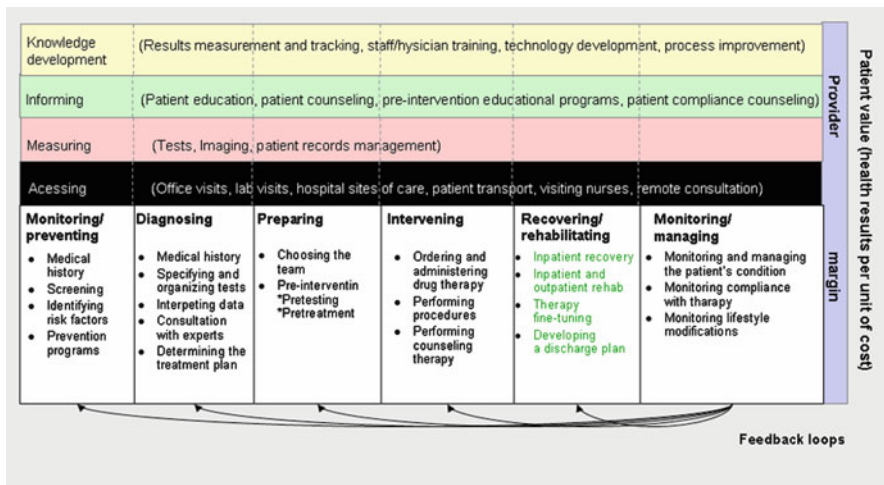 Knowledge
development
(Results measurement and tracking, staff/hysician training, technology development, process improvement)
Informing
(Patient education, patient counseling, pre-intervention educational programs, patient compliance counseling)
Measuring
(Tests, Imaging, patient records management)
Acessing
(Office visits, lab visits, hospital sites of care, patient transport, visiting nurses, remote consultation)
Monitoring/
preventing
• Medical
history
• Screening
• Identifying
risk factors
• Prevention
programs
Diagnosing
• Medical history
• Specifying and
organizing tests
• Interpeting data
• Consultation
with experts
• Determining the
treatment plan
Preparing
• Choosing the
team
• Pre-interventin
*Pretesting
*Pretreatment
Intervening
• Ordering and
administering
drug therapy
• Performing
procedures
• Performing
counseling
therapy
Recovering/
rehabilitating
• Inpatient recovery
• Inpatient and
outpatient rehab
• Therapy
fine-tuning
• Developing
a discharge plan
Monitoring/
managing
• Monitoring and managing
the patient's condition
• Monitoring compliance
with tharapy
• Monitoring lifestyle
modifications
Provider
margin
Patient value (health results per unit of cost)
Feedback loops